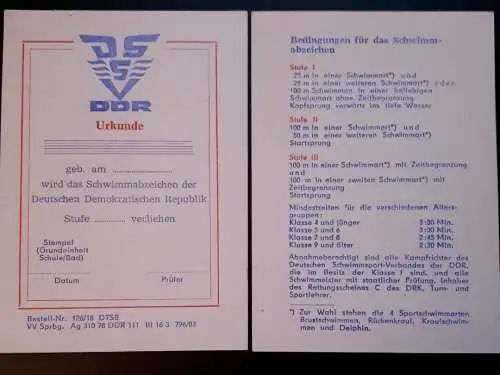 DSSV
DDR
Urkunde
geb. am
wird das Schwimmabzeichen der
Deutschen Demokratischen Republik
Stufe verliehen
Stempel
(Grundeinheit
Schule/Bad)
Datum Prüfer
Bestell-Nr. 126/18 DTSB
VV Sprbg. Ag 310 78 DDR 111 III 16 3 796/03
Bedingungen für das Schwimm-
abzeichen
Stufe I
25 m in einer Schwimmart*) und
25 m in einer weiteren Schwimmart*) oder
100 m Schwimmen in einer beliebigen
Schwimmart ohne Zeitbegrenzung
Kopfsprung vorwärts ins tiefe Wasser
Stufe II
100 m in einer Schwimmart*) und
50 m in einer weiteren Schwimmart*)
Startsprung
Stufe III
100 m in einer Schwimmart*) mit Zeitbegrenzung
und
100 m in einer zweiten Schwimmart*) mit
Zeitbegrenzung
Startsprung
Mindestzeiten für die verschiedenen Alters-
gruppen:
Klasse 4 und jünger 3:30 Min.
Klasse 5 und 6 3:00 Min.
Klasse 7 und 8 2:45 Min.
Klasse 9 und älter 2:30 Min.
Abnahmeberechtigt sind alle Kampfrichter des
Deutschen Schwimmsport-Verbandes der DDR,
die im Besitz der Klasse I sind, und alle
Schwimmeister mit staatlicher Prüfung, Inhaber
des Rettungsscheines C des DRK, Turn- und
Sportlehrer.
*) Zur Wahl stehen die 4 Sportschwimmarten
Brustschwimmen, Rückenkraul, Kraulschwim-
men und Delphin.